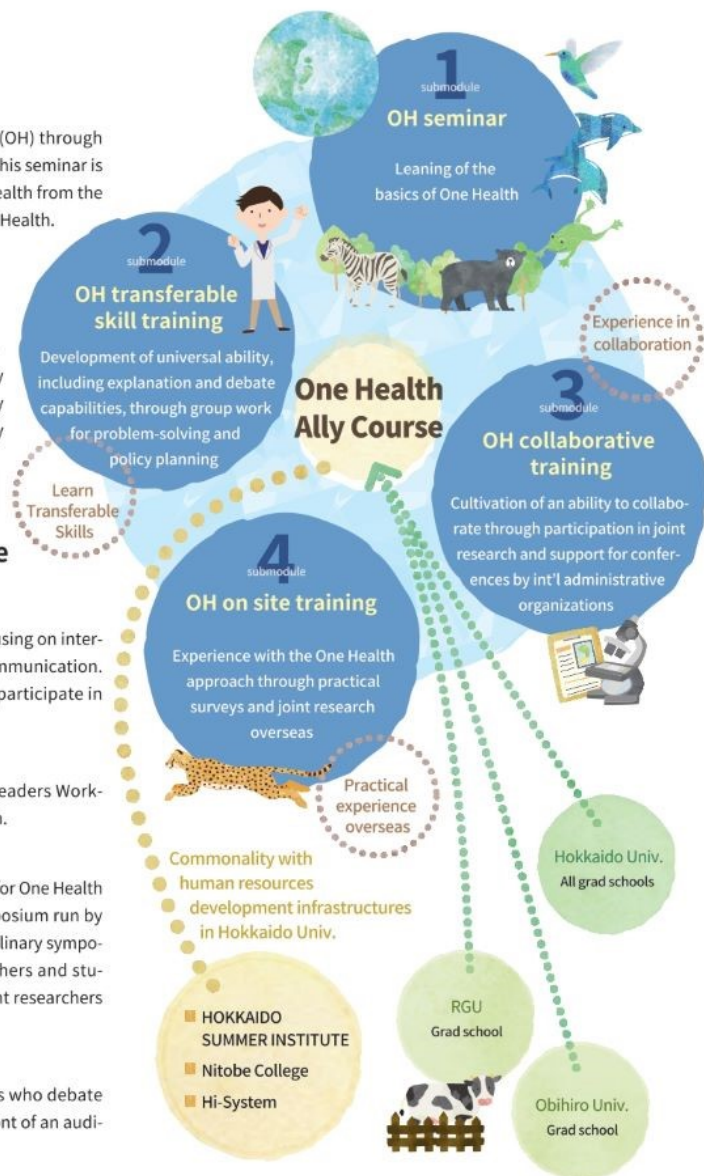 (OH) through
his seminar is
ealth from the
Health.
y
y
y
e
using on inter-
mmunication.
participate in
eaders Work-
n.
or One Health
posium run by
plinary sympo-
hers and stu-
nt researchers
s who debate
nt of an audi-
1
submodule
OH seminar
Leaning of the
basics of One Health
2
submodule
OH transferable
skill training
Development of universal ability,
including explanation and debate
capabilities, through group work
for problem-solving and
policy planning
Learn
Transferable
Skills
One Health
Ally Course
Experience in
collaboration
3
submodule
OH collaborative
training
Cultivation of an ability to collabo-
rate through participation in joint
research and support for confer-
ences by int'l administrative
organizations
4
submodule
OH on site training
Experience with the One Health
approach through practical
surveys and joint research
overseas
Practical
experience
overseas
Commonality with
human resources
development infrastructures
in Hokkaido Univ.
HOKKAIDO
SUMMER INSTITUTE
Nitobe College
Hi-System
Hokkaido Univ.
All grad schools
RGU
Grad school
Obihiro Univ.
Grad school